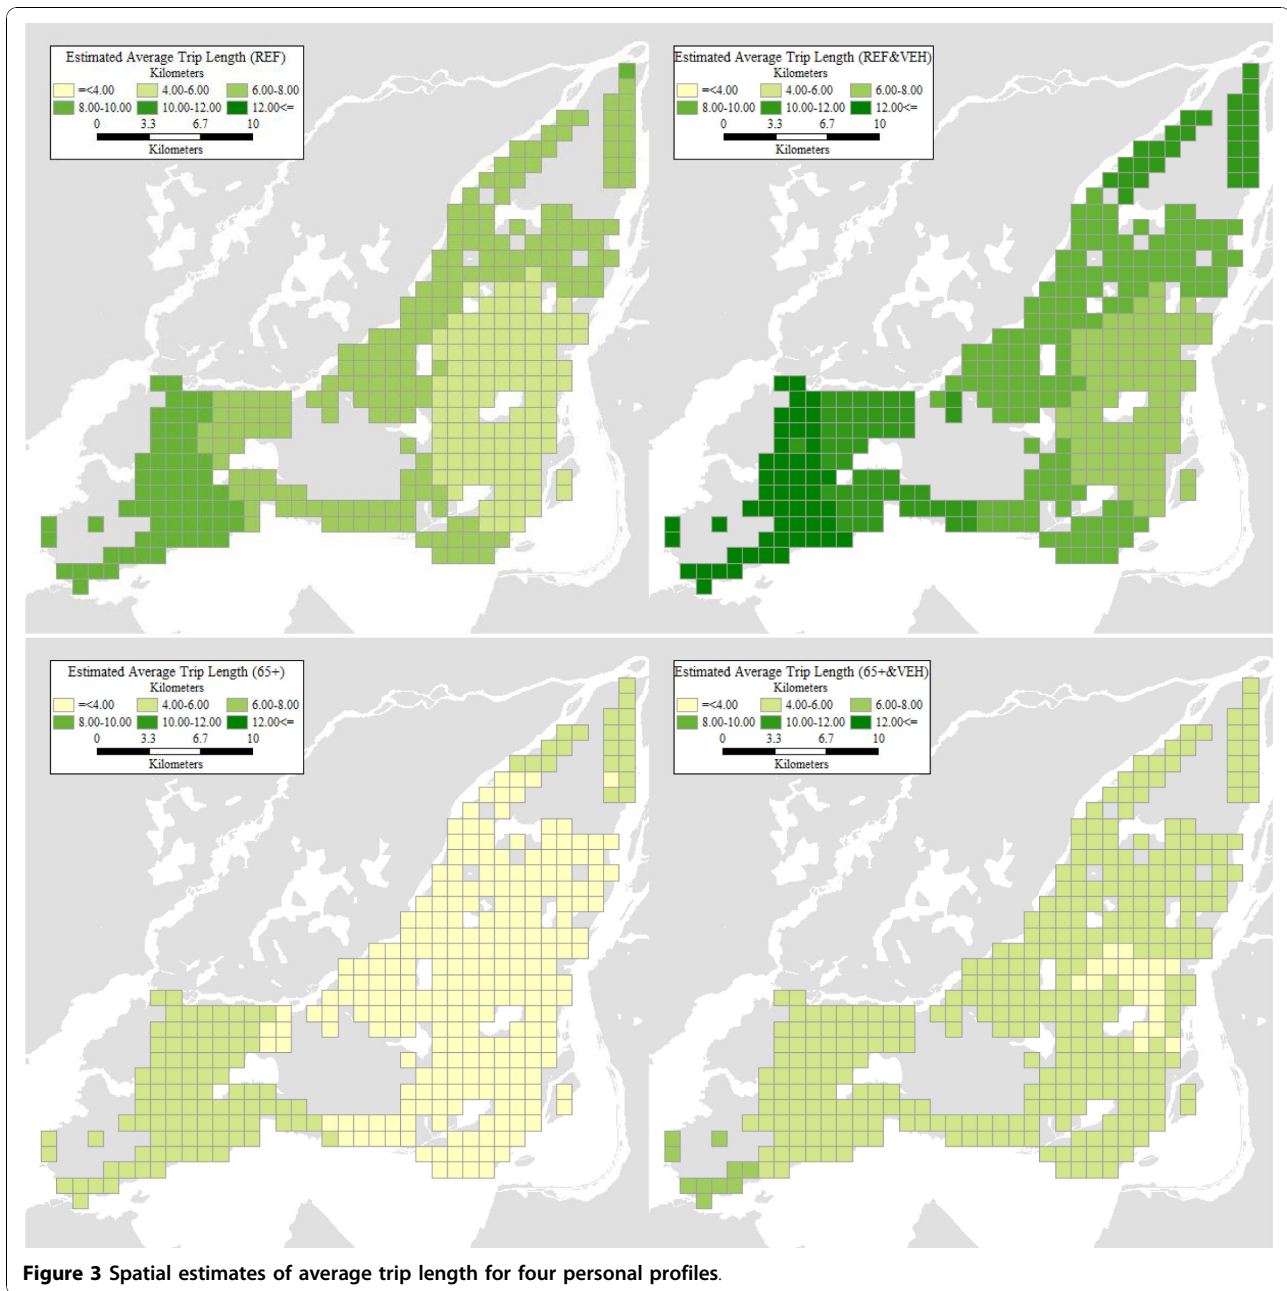 Estimated Average Trip Length (REF)
Kilometers
=<4.00 4.00-6.00 6.00-8.00
8.00-10.00 10.00-12.00 12.00<=
0 3.3 6.7 10
Kilometers
Estimated Average Trip Length (REF&VEH)
Kilometers
=<4.00 4.00-6.00 6.00-8.00
8.00-10.00 10.00-12.00 12.00<=
0 3.3 6.7 10
Kilometers
Estimated Average Trip Length (65+)
Kilometers
=<4.00 4.00-6.00 6.00-8.00
8.00-10.00 10.00-12.00 12.00<=
0 3.3 6.7 10
Kilometers
Estimated Average Trip Length (65+&VEH)
Kilometers
=<4.00 4.00-6.00 6.00-8.00
8.00-10.00 10.00-12.00 12.00<=
0 3.3 6.7 10
Kilometers
Figure 3 Spatial estimates of average trip length for four personal profiles.